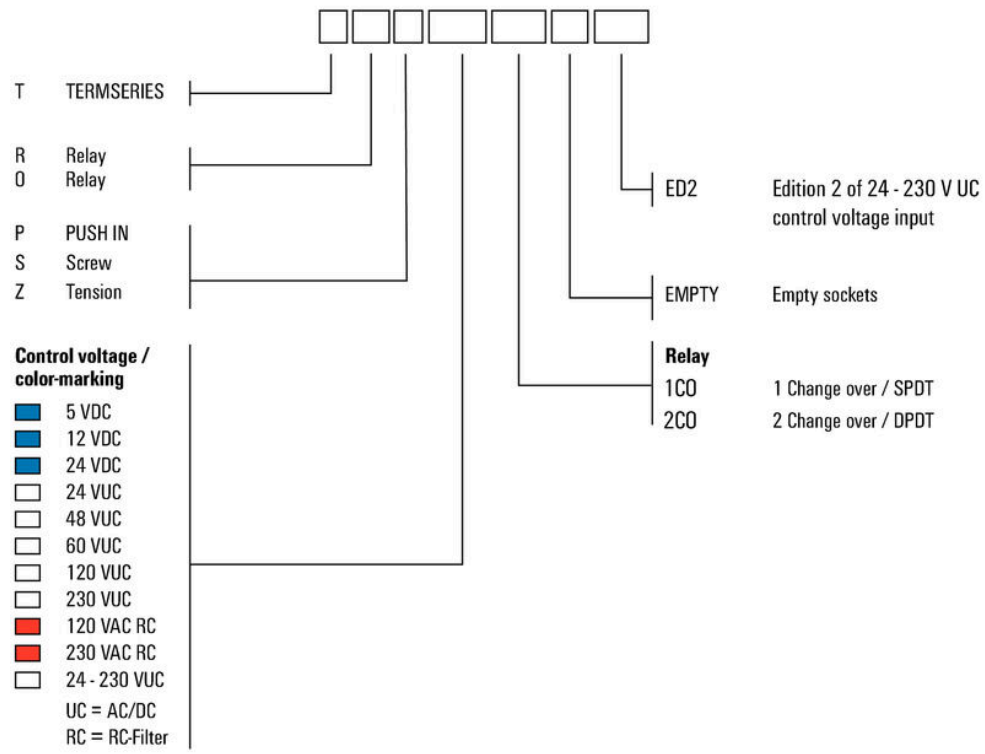 T TERMSERIES
R Relay
O Relay
P PUSH IN
S Screw
Z Tension
Control voltage /
color-marking
5 VDC
12 VDC
24 VDC
24 VUC
48 VUC
60 VUC
120 VUC
230 VUC
120 VAC RC
230 VAC RC
24 - 230 VUC
UC = AC/DC
RC = RC-Filter
ED2 Edition 2 of 24 - 230 V UC
control voltage input
EMPTY Empty sockets
Relay
1CO 1 Change over / SPDT
2CO 2 Change over / DPDT